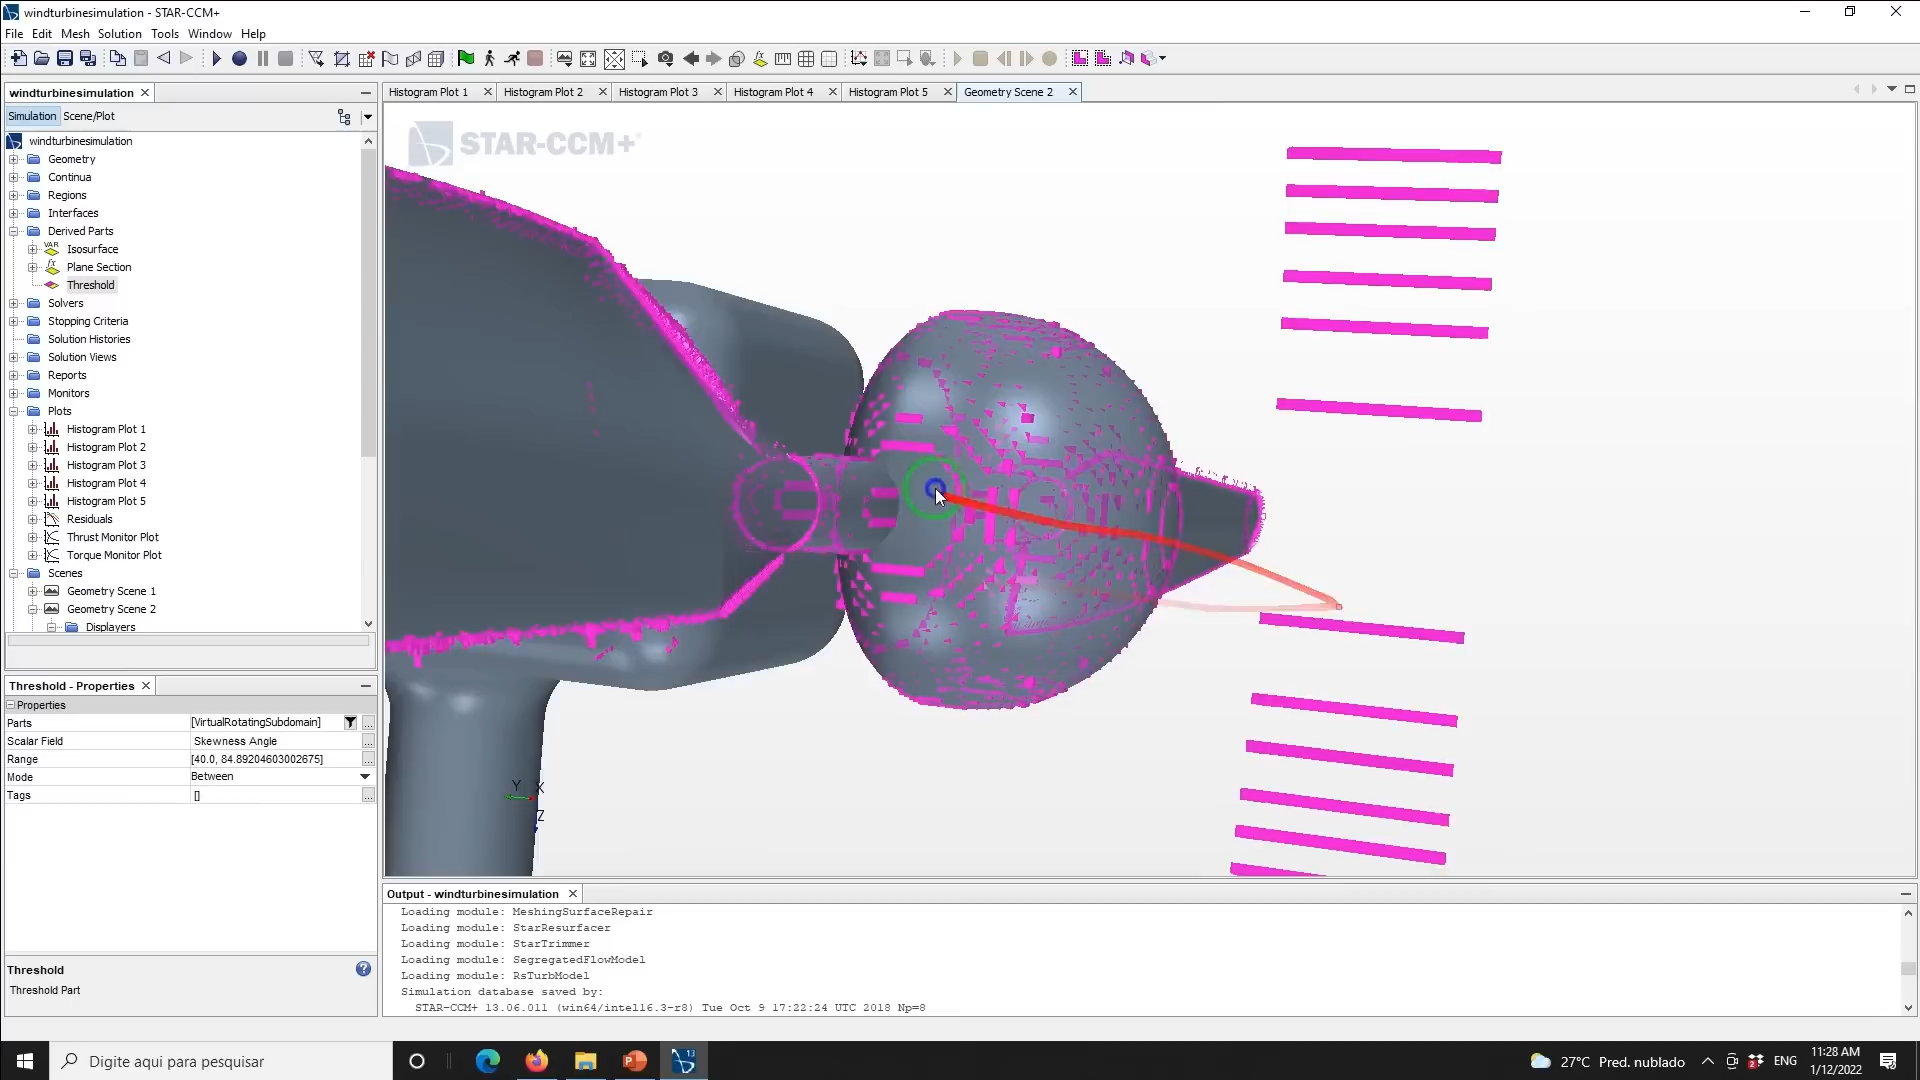 windturbinesimulation - STAR-CCM+
File Edit Mesh Solution Tools Window Help
windturbinesimulation
Histogram Plot 1 Histogram Plot 2 Histogram Plot 3 Histogram Plot 4 Histogram Plot 5 Geometry Scene 2
Simulation Scene/Plot
windturbinesimulation
Geometry
Continua
Regions
Interfaces
Derived Parts
VAR Isosurface
fx Plane Section
Threshold
Solvers
Stopping Criteria
Solution Histories
Solution Views
Reports
Monitors
Plots
Histogram Plot 1
Histogram Plot 2
Histogram Plot 3
Histogram Plot 4
Histogram Plot 5
Residuals
Thrust Monitor Plot
Torque Monitor Plot
Scenes
Geometry Scene 1
Geometry Scene 2
Displayers
STAR-CCM+
Y X
Z
Threshold - Properties
Properties
Parts [VirtualRotatingSubdomain]
Scalar Field Skewness Angle
Range [40.0, 84.89204603002675]
Mode Between
Tags []
Threshold
Threshold Part
Output - windturbinesimulation
Loading module: MeshingSurfaceRepair
Loading module: StarResurfacer
Loading module: StarTrimmer
Loading module: SegregatedFlowModel
Loading module: RsTurbModel
Simulation database saved by:
STAR-CCM+ 13.06.011 (win64/intel16.3-r8) Tue Oct 9 17:22:24 UTC 2018 Np=8
Digite aqui para pesquisar
13
27°C Pred. nublado
ENG
11:28 AM
1/12/2022